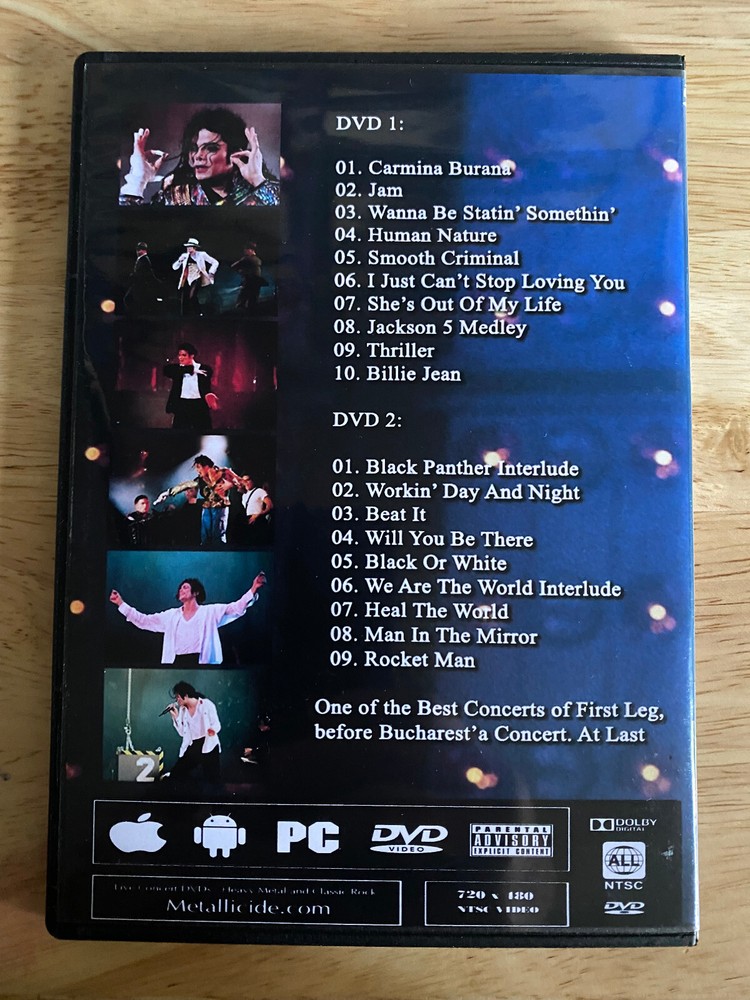 DVD 1:
01. Carmina Burana
02. Jam
03. Wanna Be Statin' Somethin'
04. Human Nature
05. Smooth Criminal
06. I Just Can't Stop Loving You
07. She's Out Of My Life
08. Jackson 5 Medley
09. Thriller
10. Billie Jean
DVD 2:
01. Black Panther Interlude
02. Workin' Day And Night
03. Beat It
04. Will You Be There
05. Black Or White
06. We Are The World Interlude
07. Heal The World
08. Man In The Mirror
09. Rocket Man
One of the Best Concerts of First Leg,
before Bucharest'a Concert. At Last
2
PC
DVD
VIDEO
PARENTAL
ADVISORY
EXPLICIT CONTENT
DOLBY
DIGITAL
ALL
NTSC
DVD
Live Concert DVDs - Heavy Metal and Classic Rock
Metallicide.com
720 x 480
NTSC VIDEO